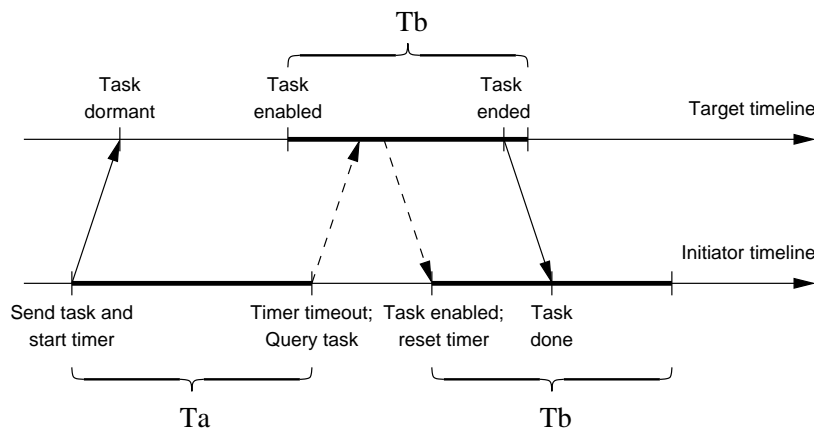 Tb
Task
dormant
Task
enabled
Task
ended
Target timeline
Initiator timeline
Send task and
start timer
Timer timeout;
Query task
Task enabled;
reset timer
Task
done
Ta
Tb